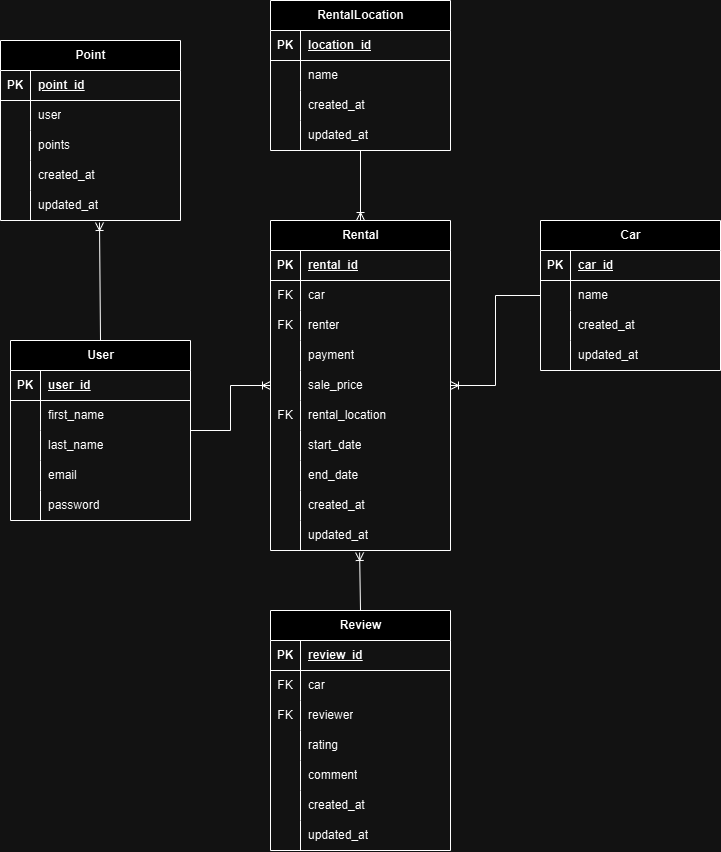 RentalLocation
PK location_id
name
created_at
updated_at
Point
PK point_id
user
points
created_at
updated_at
Rental
PK rental_id
FK car
FK renter
payment
sale_price
FK rental_location
start_date
end_date
created_at
updated_at
Car
PK car_id
name
created_at
updated_at
User
PK user_id
first_name
last_name
email
password
Review
PK review_id
FK car
FK reviewer
rating
comment
created_at
updated_at